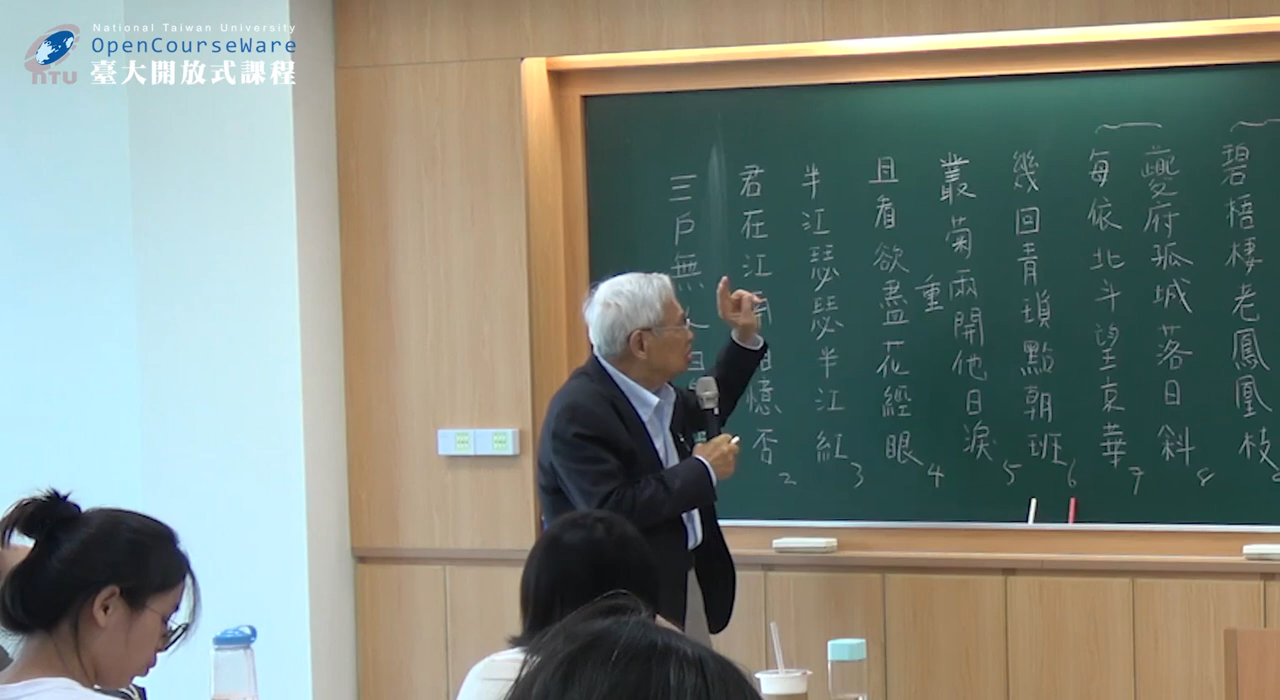 National Taiwan University
OpenCourseWare
臺大開放式課程
NTU
三戶無
君在江 憶否 2
半江瑟瑟半江紅 3
且看欲盡花經眼 4
重
叢菊兩開他日淚 5
幾回青瑣點朝班 6
每依北斗望京華 7
夔府孤城落日斜 8
碧梧棲老鳳凰枝